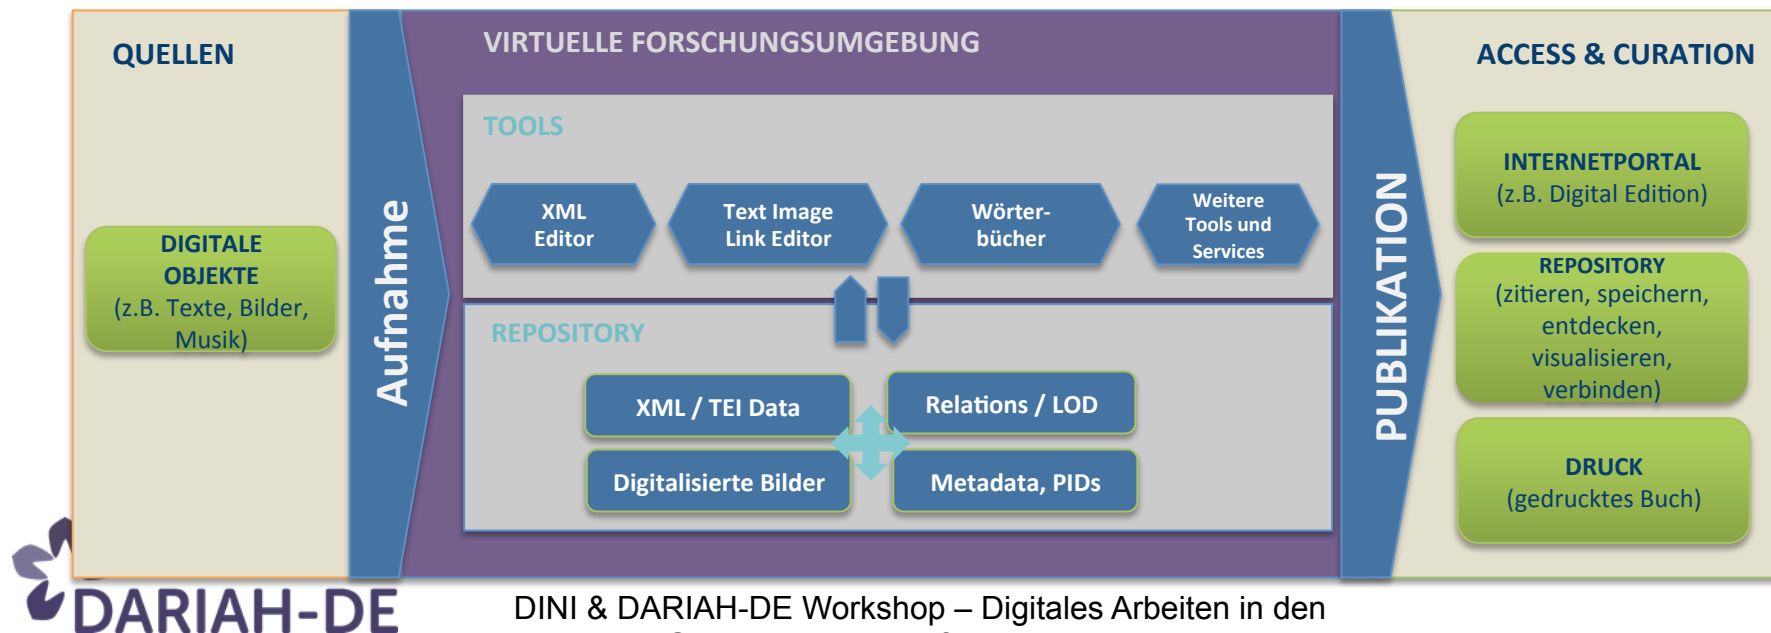 QUELLEN
DIGITALE
OBJEKTE
(z.B. Texte, Bilder,
Musik)
Aufnahme
VIRTUELLE FORSCHUNGSUMGEBUNG
TOOLS
XML
Editor
Text Image
Link Editor
Wörter-
bücher
Weitere
Tools und
Services
REPOSITORY
XML / TEI Data
Relations / LOD
Digitalisierte Bilder
Metadata, PIDs
PUBLIKATION
ACCESS & CURATION
INTERNETPORTAL
(z.B. Digital Edition)
REPOSITORY
(zitieren, speichern,
entdecken,
visualisieren,
verbinden)
DRUCK
(gedrucktes Buch)
DARIAH-DE
DINI & DARIAH-DE Workshop – Digitales Arbeiten in den